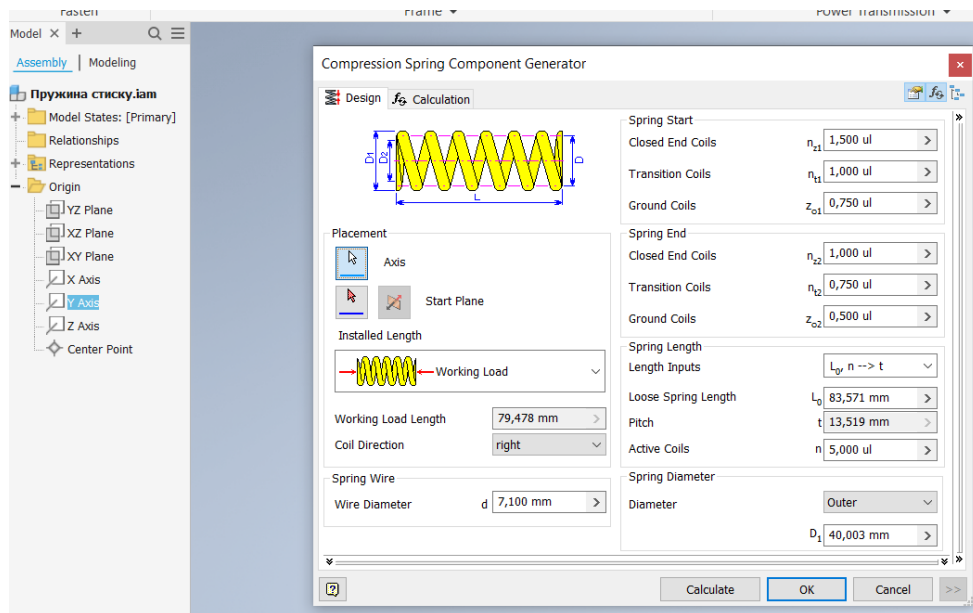 Fasten
Frame
Power Transmission
Model × +
Assembly | Modeling
Пружина стиску.iam
Model States: [Primary]
Relationships
Representations
Origin
YZ Plane
XZ Plane
XY Plane
X Axis
Y Axis
Z Axis
Center Point
Compression Spring Component Generator
Design
fx Calculation
D1
D2
D
L
Placement
Axis
Start Plane
Installed Length
Working Load
Working Load Length 79,478 mm
Coil Direction right
Spring Wire
Wire Diameter d 7,100 mm
Spring Start
Closed End Coils nz1 1,500 ul
Transition Coils nt1 1,000 ul
Ground Coils zo1 0,750 ul
Spring End
Closed End Coils nz2 1,000 ul
Transition Coils nt2 0,750 ul
Ground Coils zo2 0,500 ul
Spring Length
Length Inputs L0, n --> t
Loose Spring Length L0 83,571 mm
Pitch t 13,519 mm
Active Coils n 5,000 ul
Spring Diameter
Diameter Outer
D1 40,003 mm
Calculate
OK
Cancel
>>